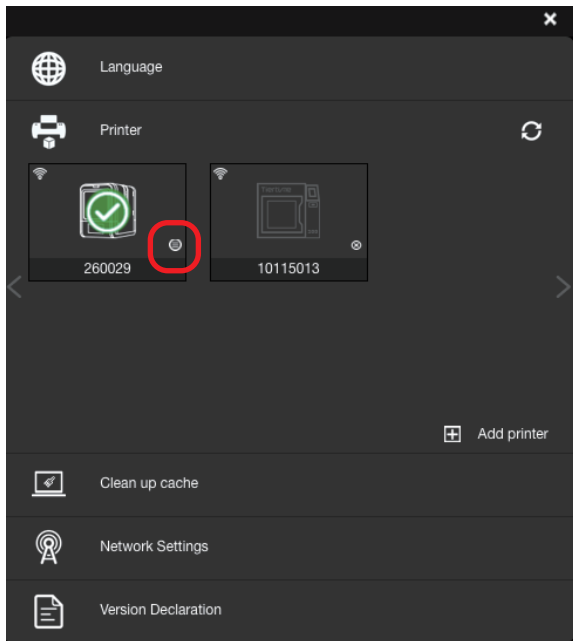 Language
Printer
260029
10115013
Add printer
Clean up cache
Network Settings
Version Declaration